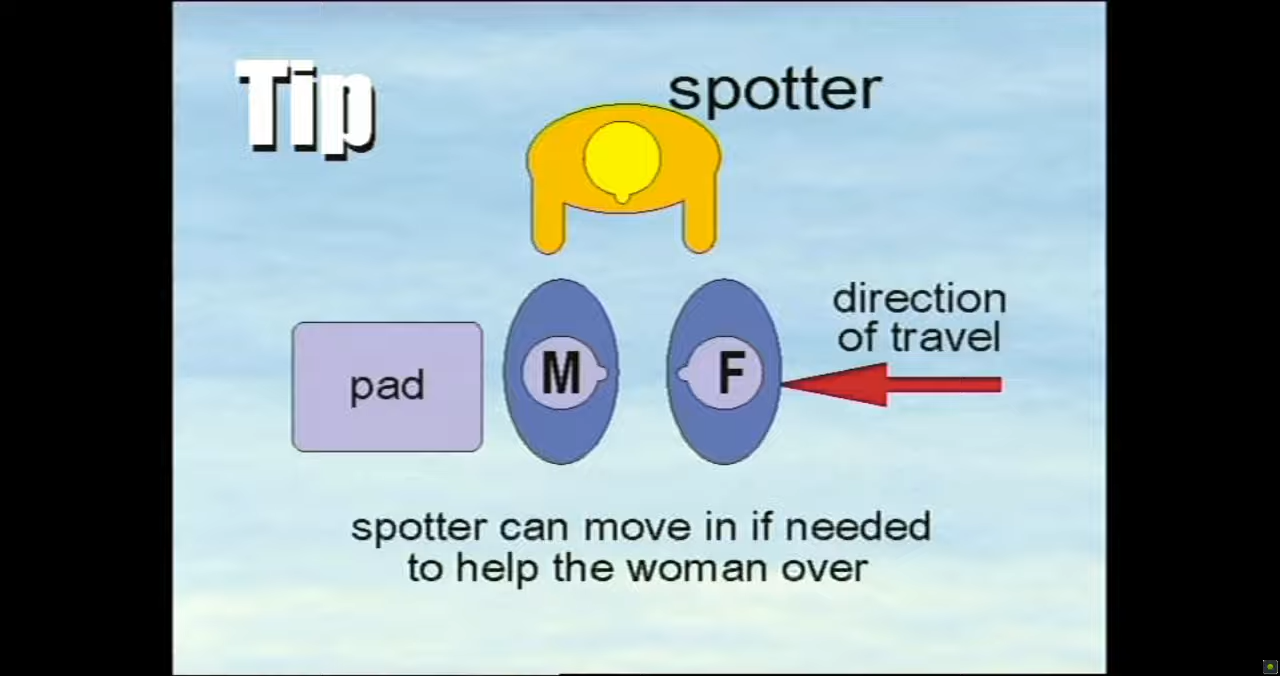 Tip
spotter
direction
of travel
M
F
pad
spotter can move in if needed
to help the woman over